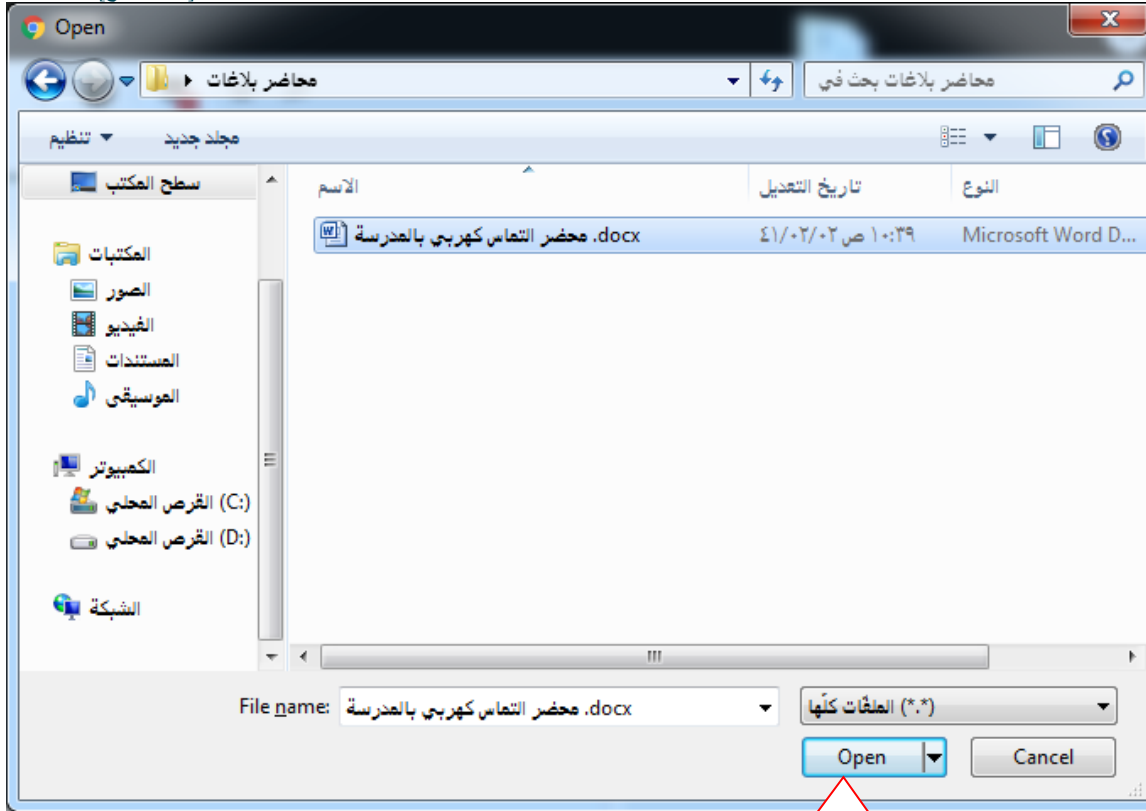 Open
محاضر بلاغات
محاضر بلاغات بحث في
تنظيم
مجلد جديد
سطح المكتب
المكتبات
الصور
الفيديو
المستندات
الموسيقى
الكمبيوتر
القرص المحلي (C:)
القرص المحلي (D:)
الشبكة
الاسم
تاريخ التعديل
النوع
محضر التماس كهربي بالمدرسة .docx
٤١/٠٢/٠٢ ١٠:٣٩ ص
Microsoft Word D...
File name:
محضر التماس كهربي بالمدرسة .docx
الملفّات كلّها (*.*)
Open
Cancel